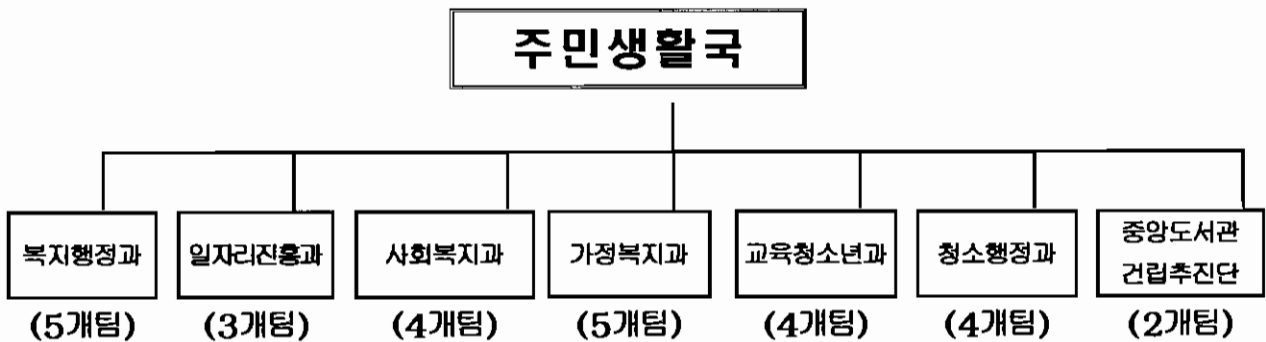 주민생활국
복지행정과
일자리진흥과
사회복지과
가정복지과
교육청소년과
청소행정과
중앙도서관
건립추진단
(5개팀)
(3개팀)
(4개팀)
(5개팀)
(4개팀)
(4개팀)
(2개팀)